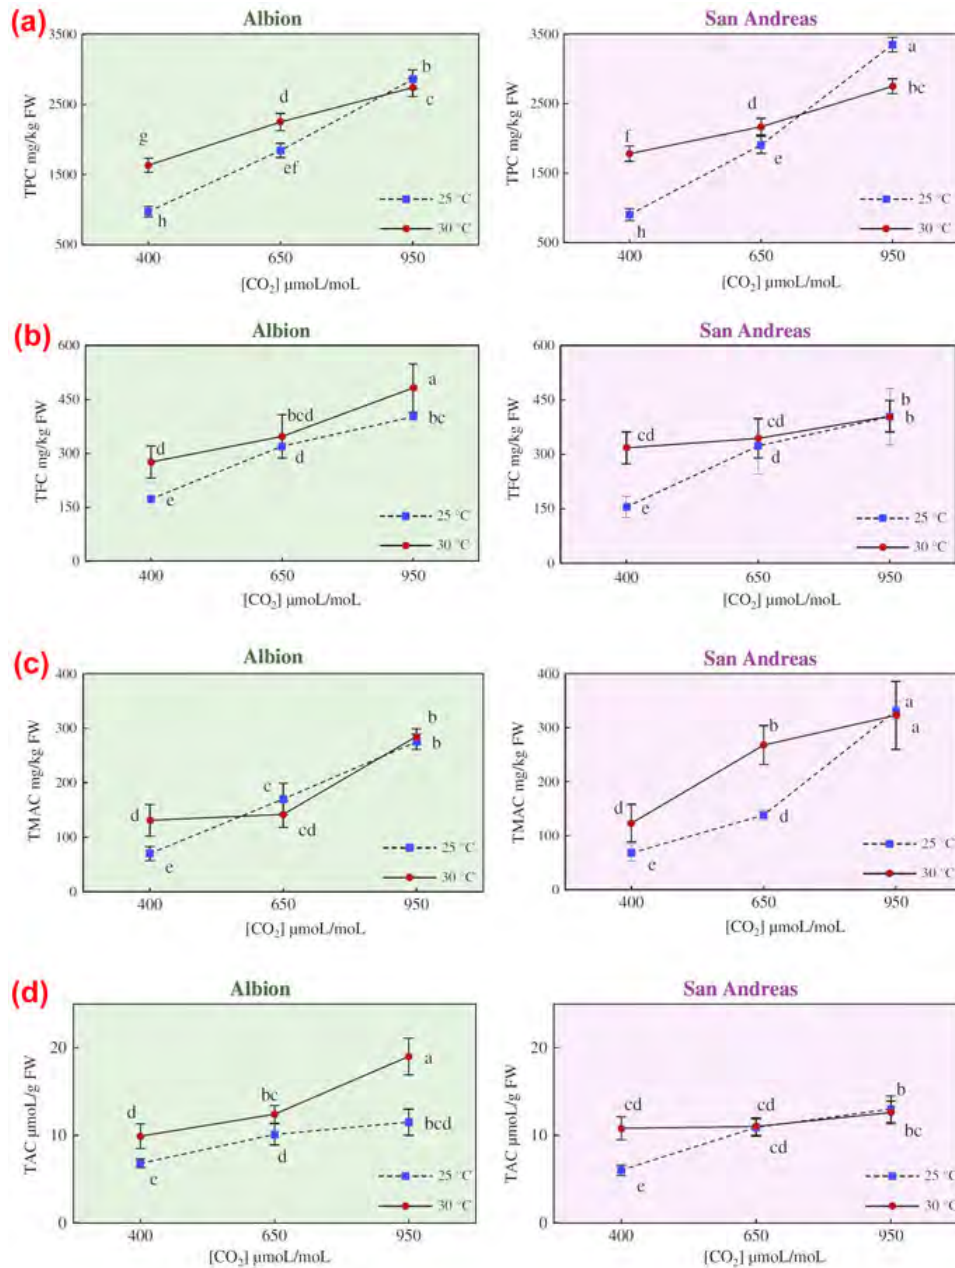 (a)
Albion
3500
2500
1500
500
TPC mg/kg FW
g
h
d
ef
b
c
25 °C
30 °C
400 650 950
[CO₂] µmoL/moL
San Andreas
3500
2500
1500
500
TPC mg/kg FW
f
h
d
e
a
bc
25 °C
30 °C
400 650 950
[CO₂] µmoL/moL
(b)
Albion
600
450
300
150
0
TFC mg/kg FW
d
e
bcd
d
a
bc
25 °C
30 °C
400 650 950
[CO₂] µmoL/moL
San Andreas
600
450
300
150
0
TFC mg/kg FW
cd
e
cd
d
b
b
25 °C
30 °C
400 650 950
[CO₂] µmoL/moL
(c)
Albion
400
300
200
100
0
TMAC mg/kg FW
d
e
c
cd
b
b
25 °C
30 °C
400 650 950
[CO₂] µmoL/moL
San Andreas
400
300
200
100
0
TMAC mg/kg FW
d
e
b
d
a
a
25 °C
30 °C
400 650 950
[CO₂] µmoL/moL
(d)
Albion
20
10
0
TAC µmoL/g FW
d
e
bc
d
a
bcd
25 °C
30 °C
400 650 950
[CO₂] µmoL/moL
San Andreas
20
10
0
TAC µmoL/g FW
cd
e
cd
cd
b
bc
25 °C
30 °C
400 650 950
[CO₂] µmoL/moL